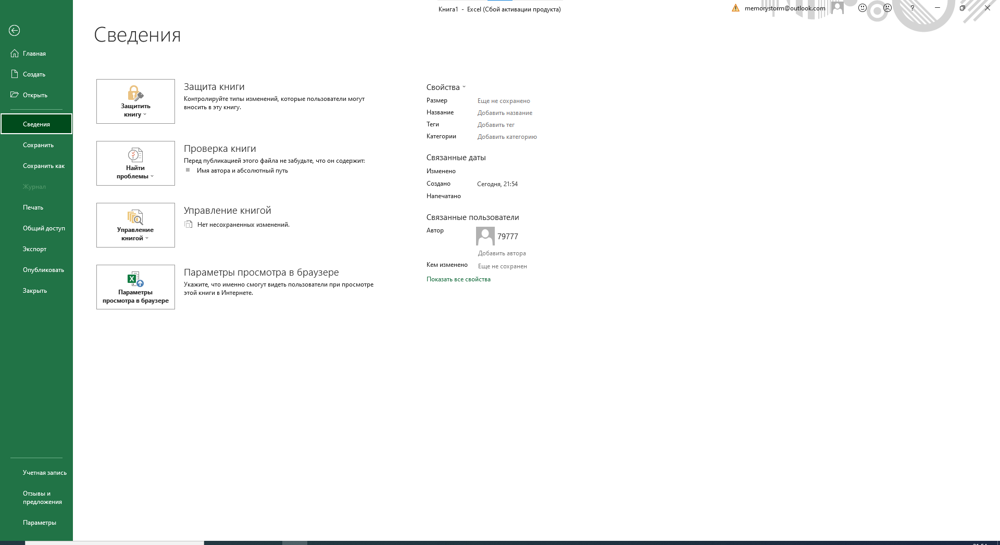 Книга1 - Excel (Сбой активации продукта)
memorystorm@outlook.com
?
Сведения
Главная
Создать
Открыть
Сведения
Сохранить
Сохранить как
Журнал
Печать
Общий доступ
Экспорт
Опубликовать
Закрыть
Учетная запись
Отзывы и
предложения
Параметры
Защитить
книгу
Защита книги
Контролируйте типы изменений, которые пользователи могут
вносить в эту книгу.
Найти
проблемы
Проверка книги
Перед публикацией этого файла не забудьте, что он содержит:
Имя автора и абсолютный путь
Управление
книгой
Управление книгой
Нет несохраненных изменений.
Параметры
просмотра в браузере
Параметры просмотра в браузере
Укажите, что именно смогут видеть пользователи при просмотре
этой книги в Интернете.
Свойства
Размер Еще не сохранено
Название Добавить название
Теги Добавить тег
Категории Добавить категорию
Связанные даты
Изменено
Создано Сегодня, 21:54
Напечатано
Связанные пользователи
Автор 79777
Добавить автора
Кем изменено Еще не сохранен
Показать все свойства